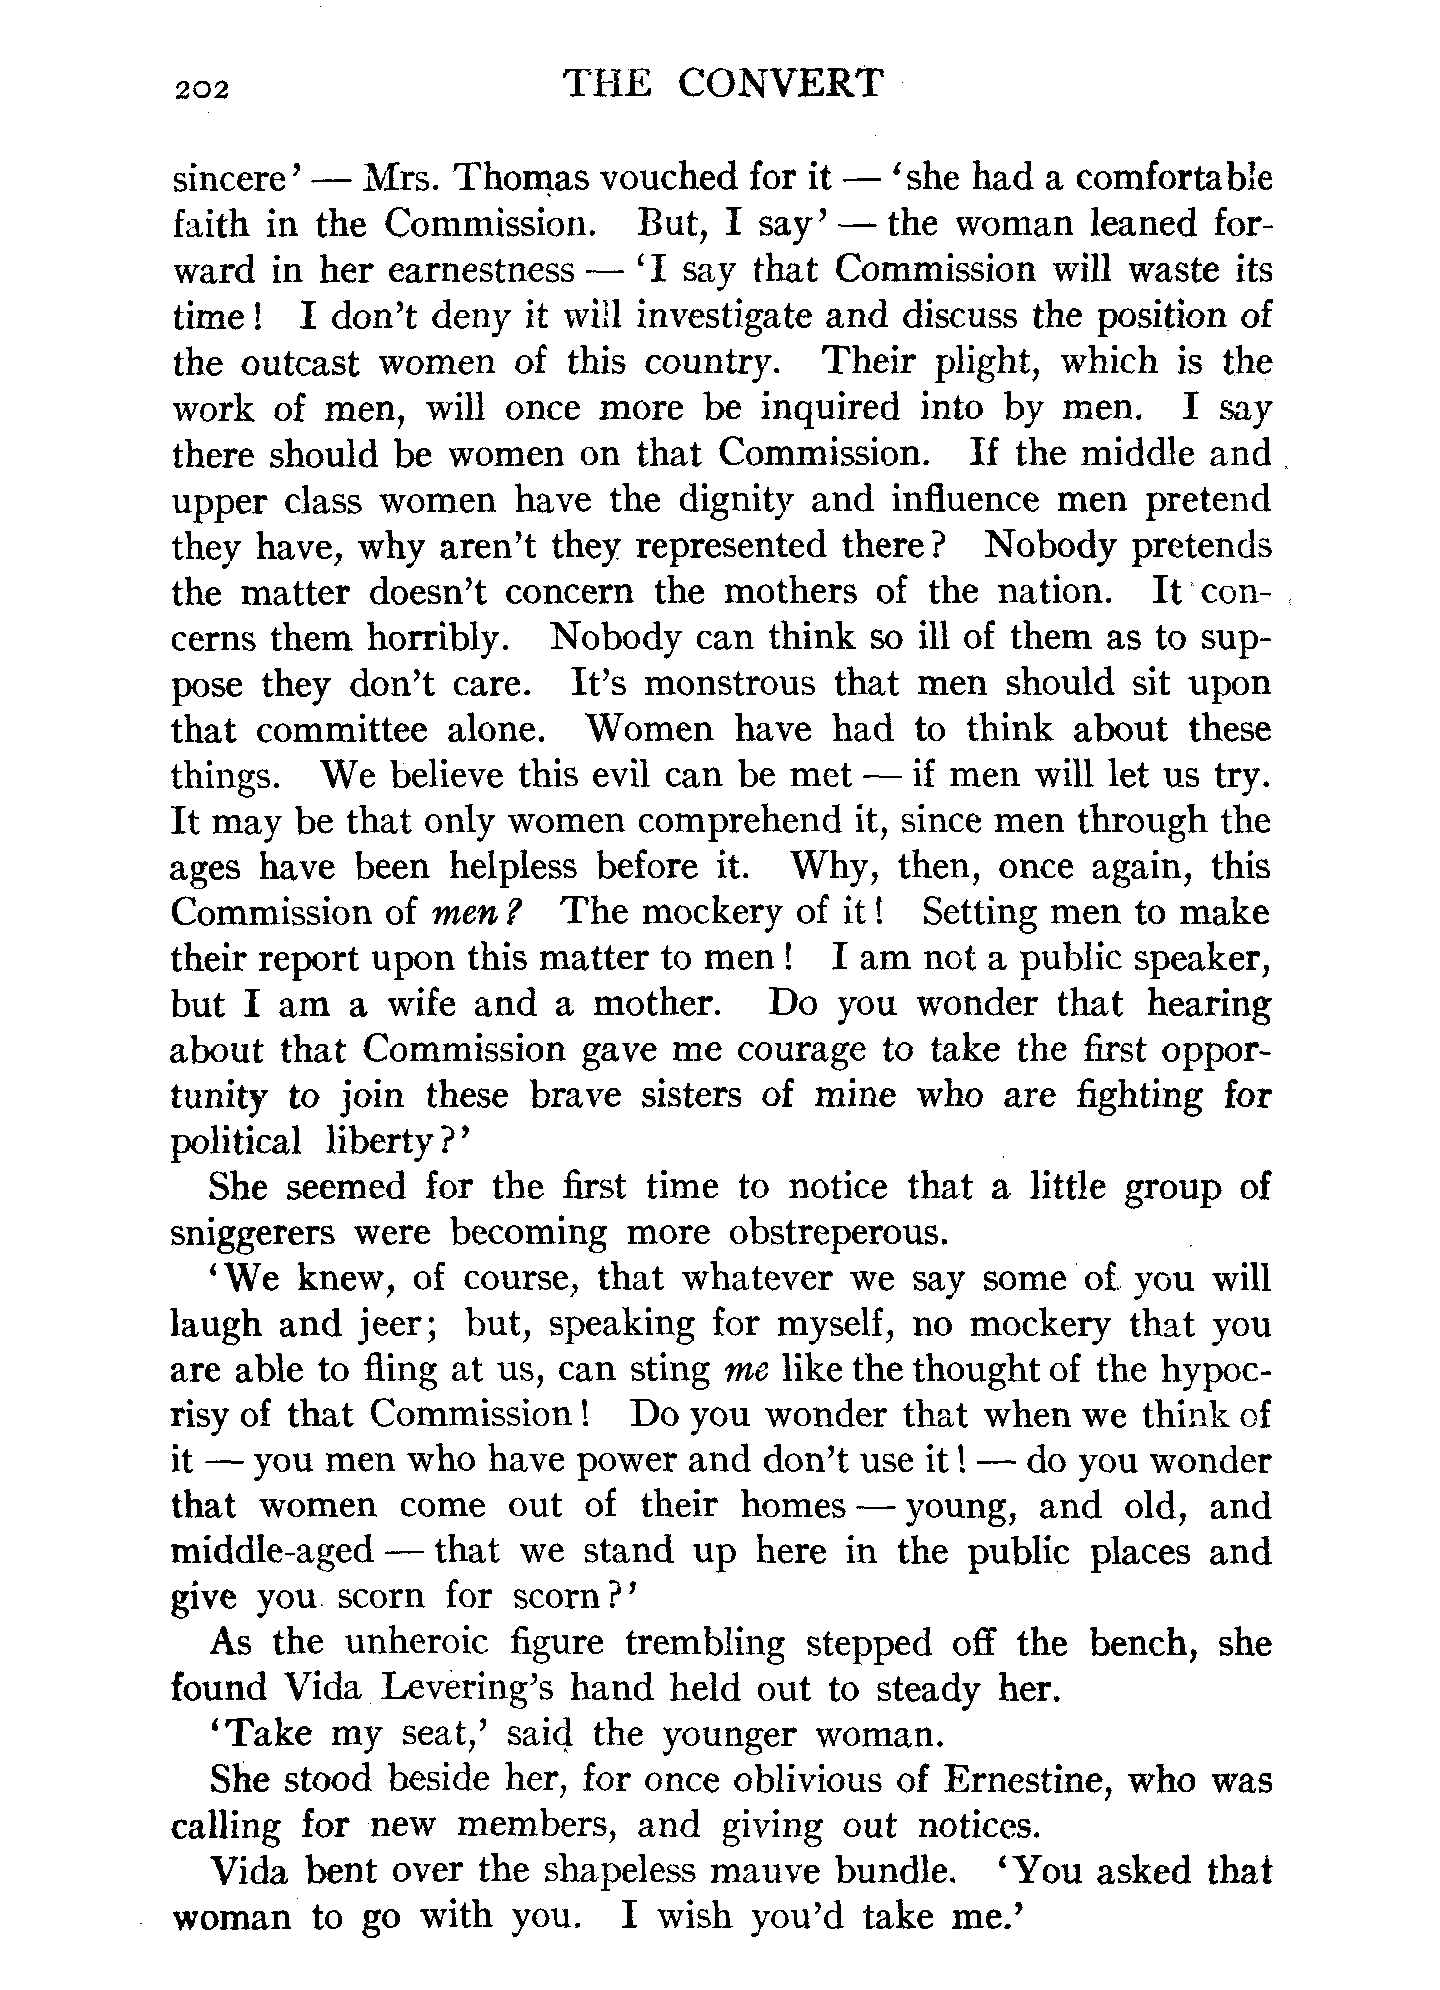 202 THE CONVERT
sincere' — Mrs. Thomas vouched for it — 'she had a comfortable
faith in the Commission. But, I say' — the woman leaned for-
ward in her earnestness — 'I say that Commission will waste its
time! I don't deny it will investigate and discuss the position of
the outcast women of this country. Their plight, which is the
work of men, will once more be inquired into by men. I say
there should be women on that Commission. If the middle and
upper class women have the dignity and influence men pretend
they have, why aren't they represented there? Nobody pretends
the matter doesn't concern the mothers of the nation. It con-
cerns them horribly. Nobody can think so ill of them as to sup-
pose they don't care. It's monstrous that men should sit upon
that committee alone. Women have had to think about these
things. We believe this evil can be met — if men will let us try.
It may be that only women comprehend it, since men through the
ages have been helpless before it. Why, then, once again, this
Commission of men? The mockery of it! Setting men to make
their report upon this matter to men! I am not a public speaker,
but I am a wife and a mother. Do you wonder that hearing
about that Commission gave me courage to take the first oppor-
tunity to join these brave sisters of mine who are fighting for
political liberty?'
She seemed for the first time to notice that a little group of
sniggerers were becoming more obstreperous.
'We knew, of course, that whatever we say some of you will
laugh and jeer; but, speaking for myself, no mockery that you
are able to fling at us, can sting me like the thought of the hypoc-
risy of that Commission! Do you wonder that when we think of
it — you men who have power and don't use it! — do you wonder
that women come out of their homes — young, and old, and
middle-aged — that we stand up here in the public places and
give you scorn for scorn?'
As the unheroic figure trembling stepped off the bench, she
found Vida Levering's hand held out to steady her.
'Take my seat,' said the younger woman.
She stood beside her, for once oblivious of Ernestine, who was
calling for new members, and giving out notices.
Vida bent over the shapeless mauve bundle. 'You asked that
woman to go with you. I wish you'd take me.'